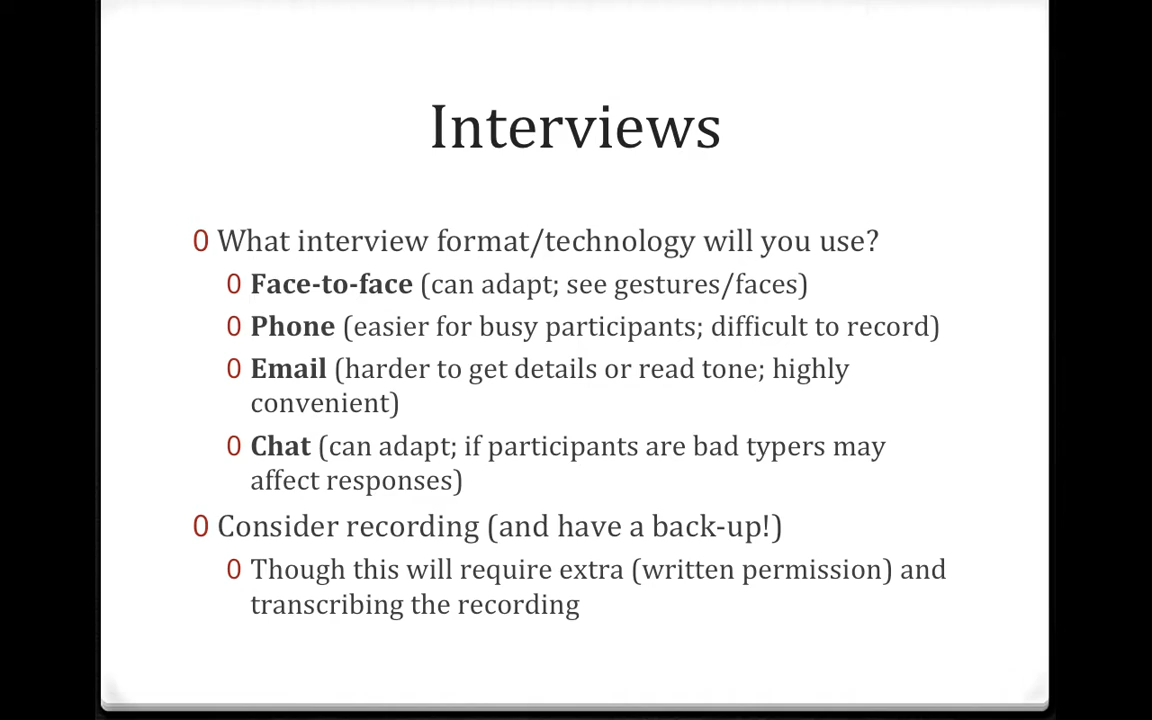 Interviews
0 What interview format/technology will you use?
0 Face-to-face (can adapt; see gestures/faces)
0 Phone (easier for busy participants; difficult to record)
0 Email (harder to get details or read tone; highly
convenient)
0 Chat (can adapt; if participants are bad typers may
affect responses)
0 Consider recording (and have a back-up!)
0 Though this will require extra (written permission) and
transcribing the recording